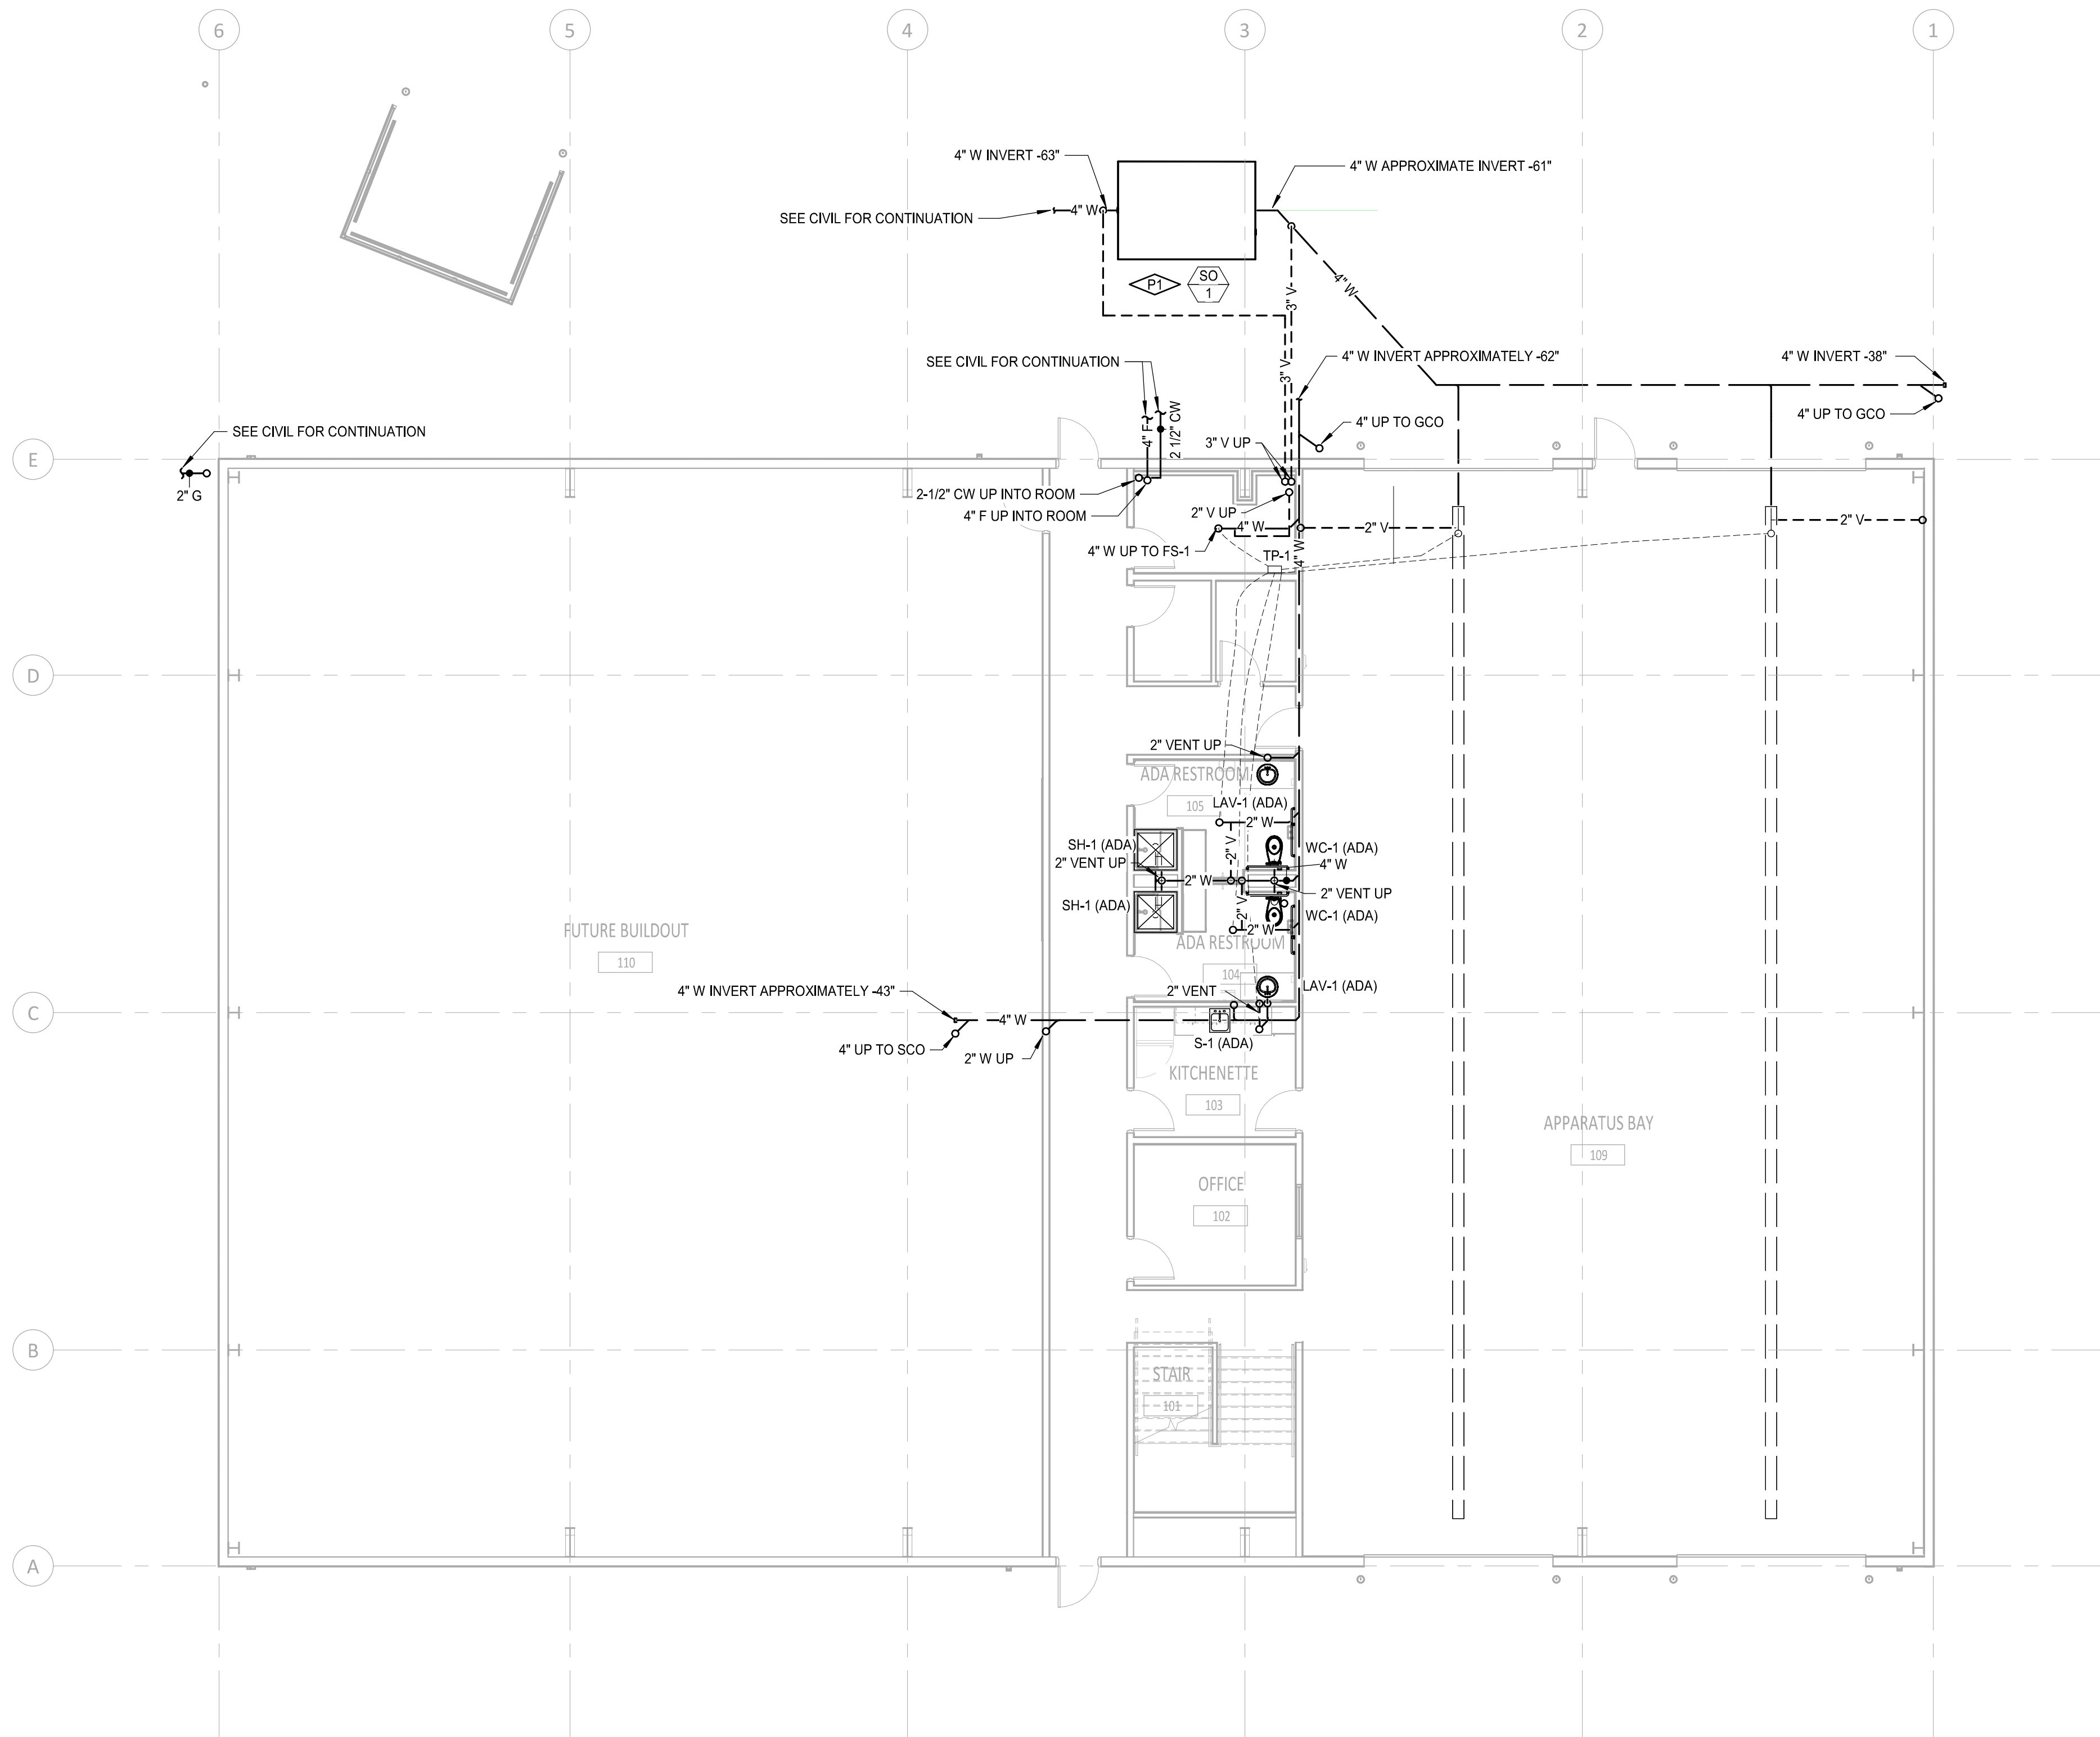 6
5
4
3
2
1
4" W INVERT -63"
4" W APPROXIMATE INVERT -61"
SEE CIVIL FOR CONTINUATION
4" W
P1
SO
1
4" W
3" V
3" V
SEE CIVIL FOR CONTINUATION
4" W INVERT APPROXIMATELY -62"
4" W INVERT -38"
4" UP TO GCO
4" UP TO GCO
SEE CIVIL FOR CONTINUATION
4" F
2 1/2" CW
3" V UP
E
2" G
2-1/2" CW UP INTO ROOM
4" F UP INTO ROOM
2" V UP
4" W
2" V
2" V
4" W UP TO FS-1
TP-1
4" W
D
2" VENT UP
ADA RESTROOM
105
LAV-1 (ADA)
2" W
SH-1 (ADA)
2" V
WC-1 (ADA)
2" VENT UP
4" W
2" W
2" VENT UP
SH-1 (ADA)
2" V
WC-1 (ADA)
2" W
FUTURE BUILDOUT
110
ADA RESTROOM
104
4" W INVERT APPROXIMATELY -43"
2" VENT
LAV-1 (ADA)
C
4" W
4" UP TO SCO
2" W UP
S-1 (ADA)
KITCHENETTE
103
APPARATUS BAY
109
OFFICE
102
B
STAIR
101
A